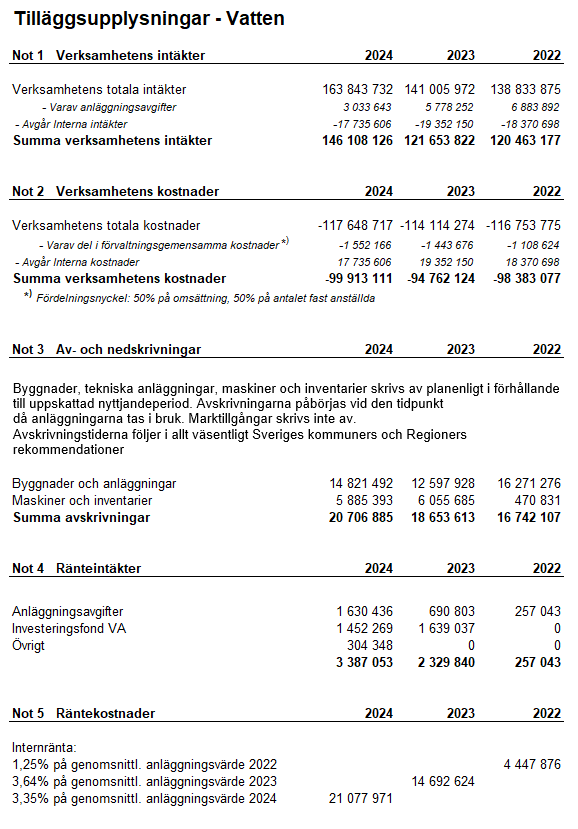 Tilläggsupplysningar - Vatten
Not 1 Verksamhetens intäkter 2024 2023 2022
Verksamhetens totala intäkter 163 843 732 141 005 972 138 833 875
- Varav anläggningsavgifter 3 033 643 5 778 252 6 883 892
- Avgår Interna intäkter -17 735 606 -19 352 150 -18 370 698
Summa verksamhetens intäkter 146 108 126 121 653 822 120 463 177
Not 2 Verksamhetens kostnader 2024 2023 2022
Verksamhetens totala kostnader -117 648 717 -114 114 274 -116 753 775
- Varav del i förvaltningsgemensamma kostnader *) -1 552 166 -1 443 676 -1 108 624
- Avgår Interna kostnader 17 735 606 19 352 150 18 370 698
Summa verksamhetens kostnader -99 913 111 -94 762 124 -98 383 077
*) Fördelningsnyckel: 50% på omsättning, 50% på antalet fast anställda
Not 3 Av- och nedskrivningar 2024 2023 2022
Byggnader, tekniska anläggningar, maskiner och inventarier skrivs av planenligt i förhållande
till uppskattad nyttjandeperiod. Avskrivningarna påbörjas vid den tidpunkt
då anläggningarna tas i bruk. Marktillgångar skrivs inte av.
Avskrivningstiderna följer i allt väsentligt Sveriges kommuners och Regioners
rekommendationer
Byggnader och anläggningar 14 821 492 12 597 928 16 271 276
Maskiner och inventarier 5 885 393 6 055 685 470 831
Summa avskrivningar 20 706 885 18 653 613 16 742 107
Not 4 Ränteintäkter 2024 2023 2022
Anläggningsavgifter 1 630 436 690 803 257 043
Investeringsfond VA 1 452 269 1 639 037 0
Övrigt 304 348 0 0
3 387 053 2 329 840 257 043
Not 5 Räntekostnader 2024 2023 2022
Internränta:
1,25% på genomsnittl. anläggningsvärde 2022 4 447 876
3,64% på genomsnittl. anläggningsvärde 2023 14 692 624
3,35% på genomsnittl. anläggningsvärde 2024 21 077 971